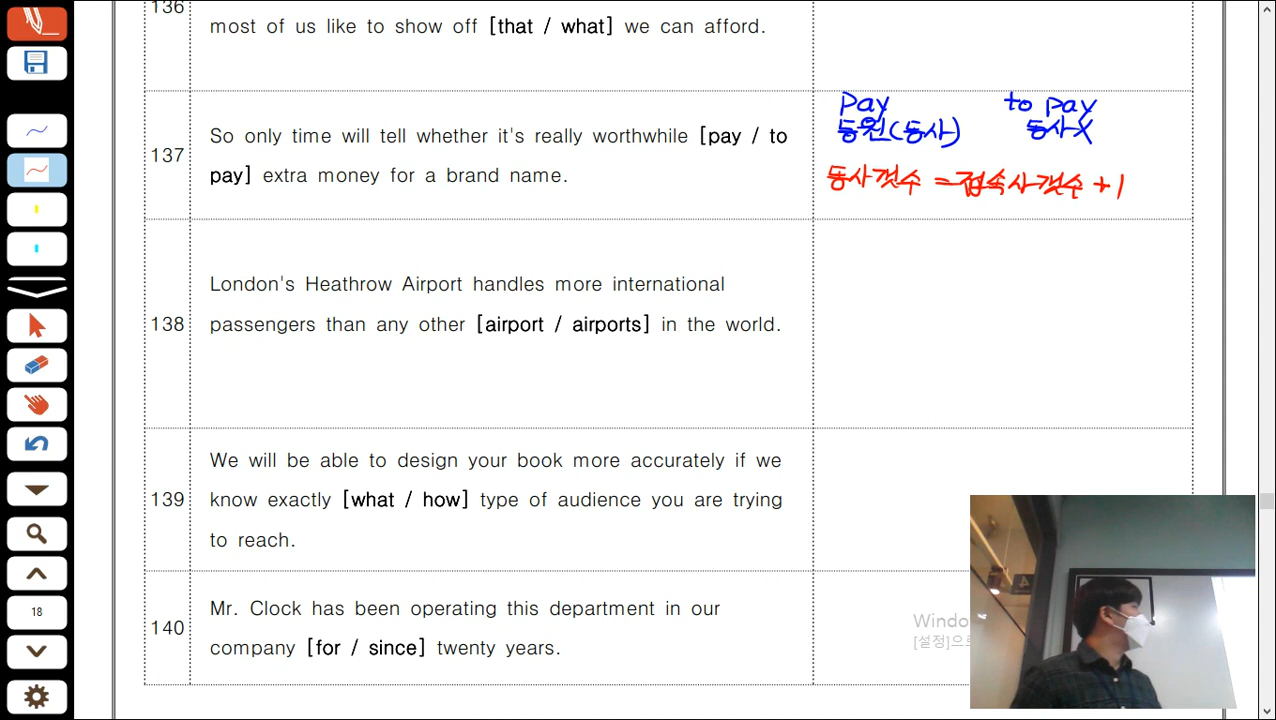 136
most of us like to show off [that / what] we can afford.
137
So only time will tell whether it's really worthwhile [pay / to
pay] extra money for a brand name.
pay
to pay
동원(동사)
동사X
동사갯수 = 접속사갯수 +1
138
London's Heathrow Airport handles more international
passengers than any other [airport / airports] in the world.
139
We will be able to design your book more accurately if we
know exactly [what / how] type of audience you are trying
to reach.
140
Mr. Clock has been operating this department in our
company [for / since] twenty years.
Windo
[설정]으로
18